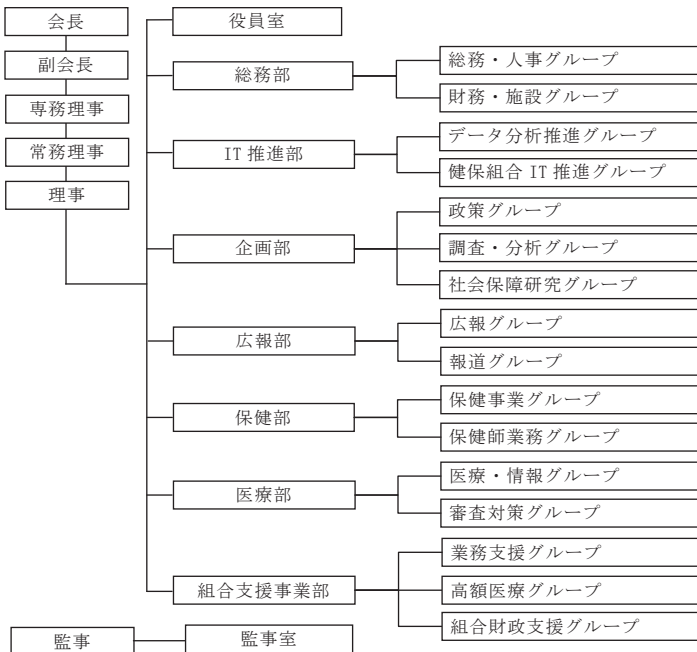 会長
副会長
専務理事
常務理事
理事
役員室
総務部
総務・人事グループ
財務・施設グループ
IT 推進部
データ分析推進グループ
健保組合 IT 推進グループ
企画部
政策グループ
調査・分析グループ
社会保障研究グループ
広報部
広報グループ
報道グループ
保健部
保健事業グループ
保健師業務グループ
医療部
医療・情報グループ
審査対策グループ
組合支援事業部
業務支援グループ
高額医療グループ
組合財政支援グループ
監事
監事室